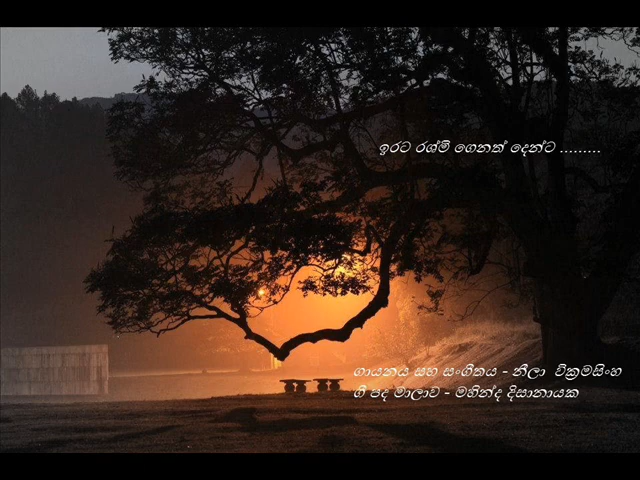 ඉරට රශ්මි ගෙනත් දෙන්ට .........
ගායනය සහ සංගීතය - නීලා වික්‍රමසිංහ
ගී පද මාලාව - මහින්ද දිසානායක